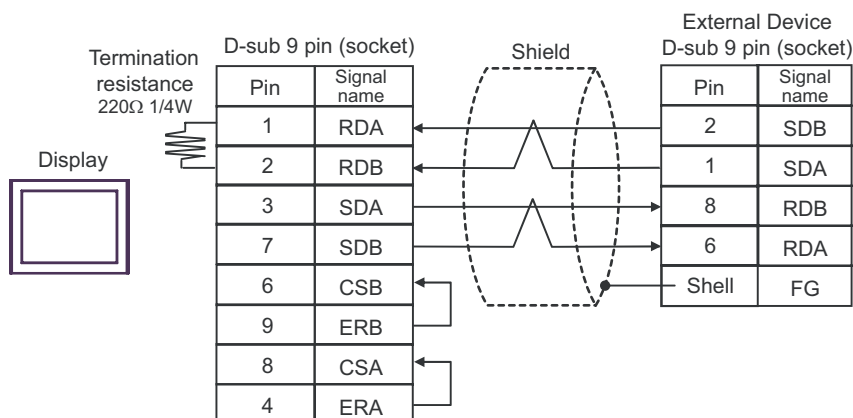 External Device
D-sub 9 pin (socket)
D-sub 9 pin (socket)
Shield
Termination
resistance
220Ω 1/4W
Display
Pin Signal name
1 RDA
2 RDB
3 SDA
7 SDB
6 CSB
9 ERB
8 CSA
4 ERA
Pin Signal name
2 SDB
1 SDA
8 RDB
6 RDA
Shell FG